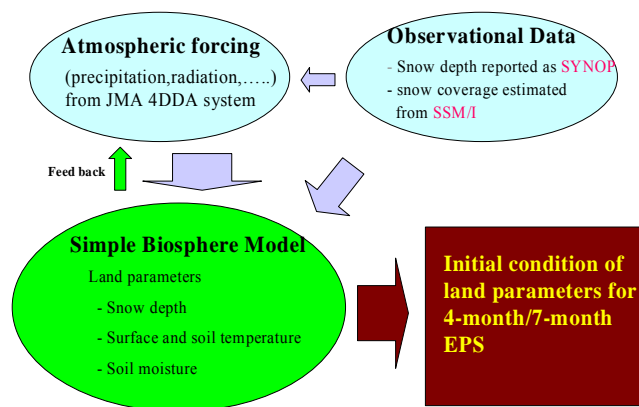 Atmospheric forcing
(precipitation,radiation,.....)
from JMA 4DDA system
Observational Data
- Snow depth reported as SYNOP
- snow coverage estimated
from SSM/I
Feed back
Simple Biosphere Model
Land parameters
- Snow depth
- Surface and soil temperature
- Soil moisture
Initial condition of
land parameters for
4-month/7-month
EPS